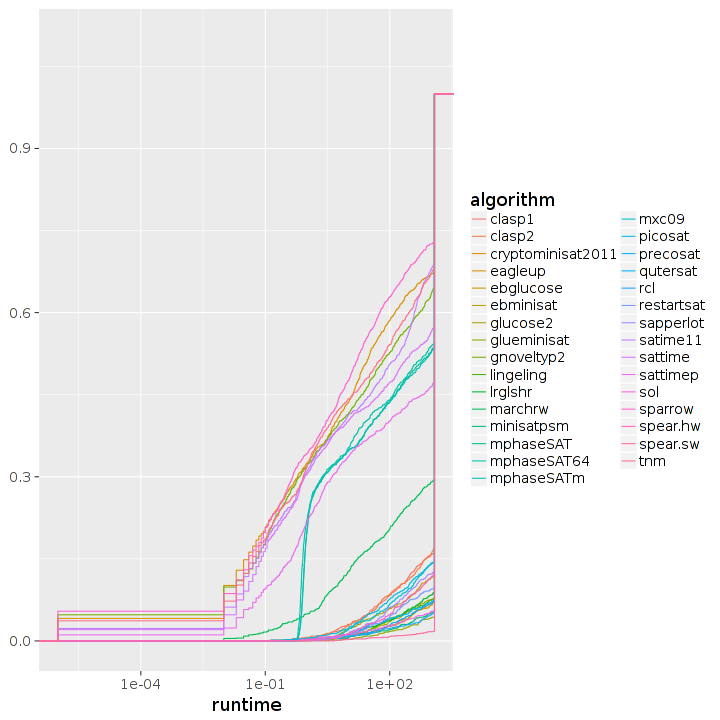 0.9
0.6
0.3
0.0
1e-04 1e-01 1e+02
runtime
algorithm
clasp1
clasp2
cryptominisat2011
eagleup
ebglucose
ebminisat
glucose2
glueminisat
gnoveltyp2
lingeling
lrglshr
marchrw
minisatpsm
mphaseSAT
mphaseSAT64
mphaseSATm
mxc09
picosat
precosat
qutersat
rcl
restartsat
sapperlot
satime11
sattime
sattimep
sol
sparrow
spear.hw
spear.sw
tnm